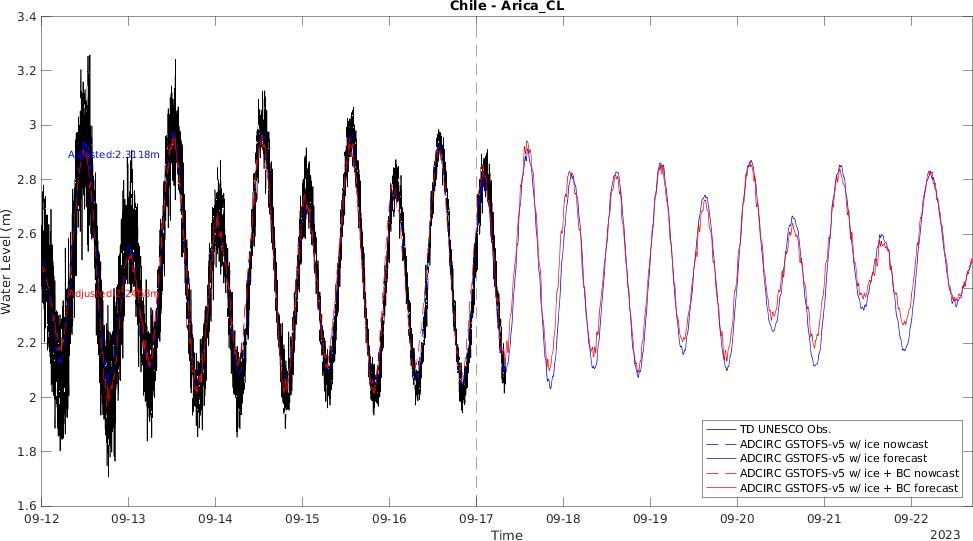 Chile - Arica_CL
3.4
3.2
3
2.8
2.6
2.4
2.2
2
1.8
1.6
Water Level (m)
Adjusted:2.3118m
TD UNESCO Obs.
ADCIRC GSTOFS-v5 w/ ice nowcast
ADCIRC GSTOFS-v5 w/ ice forecast
ADCIRC GSTOFS-v5 w/ ice + BC nowcast
ADCIRC GSTOFS-v5 w/ ice + BC forecast
09-12 09-13 09-14 09-15 09-16 09-17 09-18 09-19 09-20 09-21 09-22
Time
2023